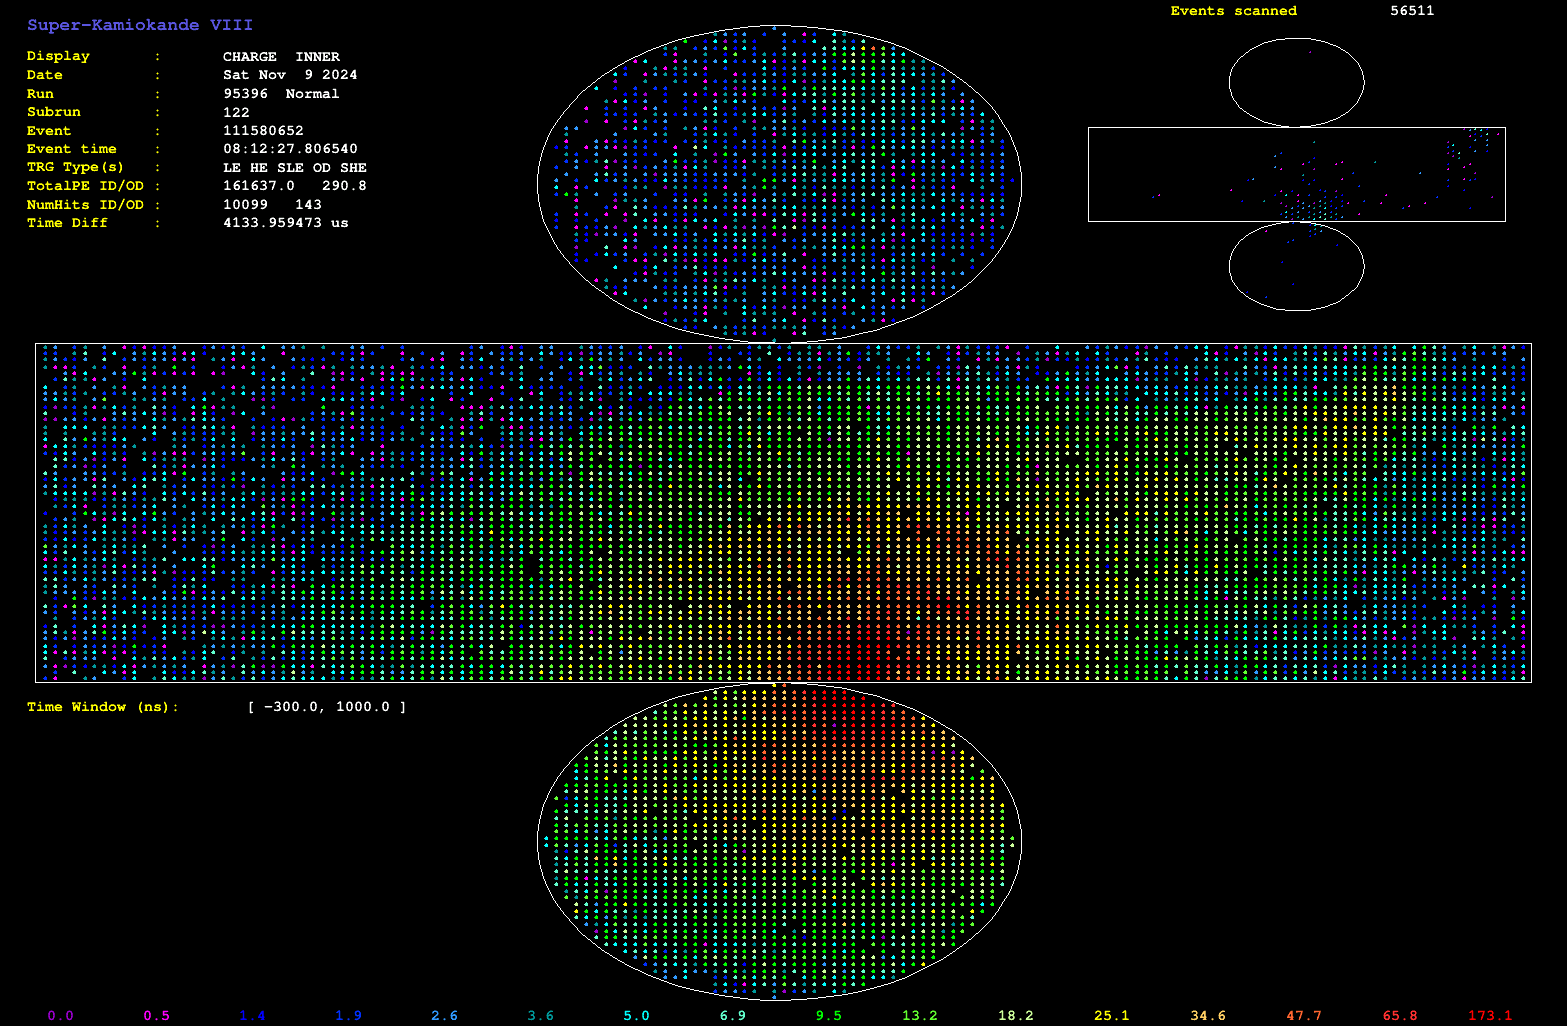 Super-Kamiokande VIII
Events scanned 56511
Display : CHARGE INNER
Date : Sat Nov 9 2024
Run : 95396 Normal
Subrun : 122
Event : 111580652
Event time : 08:12:27.806540
TRG Type(s) : LE HE SLE OD SHE
TotalPE ID/OD : 161637.0 290.8
NumHits ID/OD : 10099 143
Time Diff : 4133.959473 us
Time Window (ns): [ -300.0, 1000.0 ]
0.0 0.5 1.4 1.9 2.6 3.6 5.0 6.9 9.5 13.2 18.2 25.1 34.6 47.7 65.8 173.1